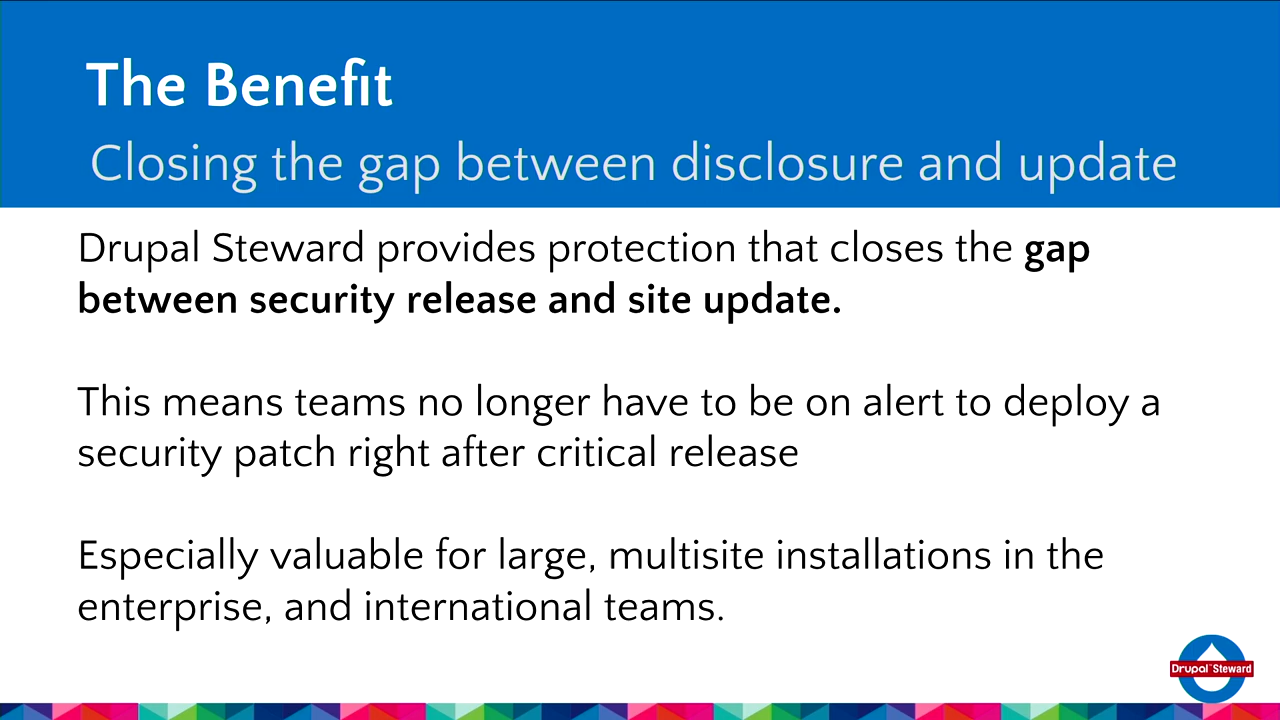 The Benefit
Closing the gap between disclosure and update
Drupal Steward provides protection that closes the gap
between security release and site update.
This means teams no longer have to be on alert to deploy a
security patch right after critical release
Especially valuable for large, multisite installations in the
enterprise, and international teams.
Drupal™Steward